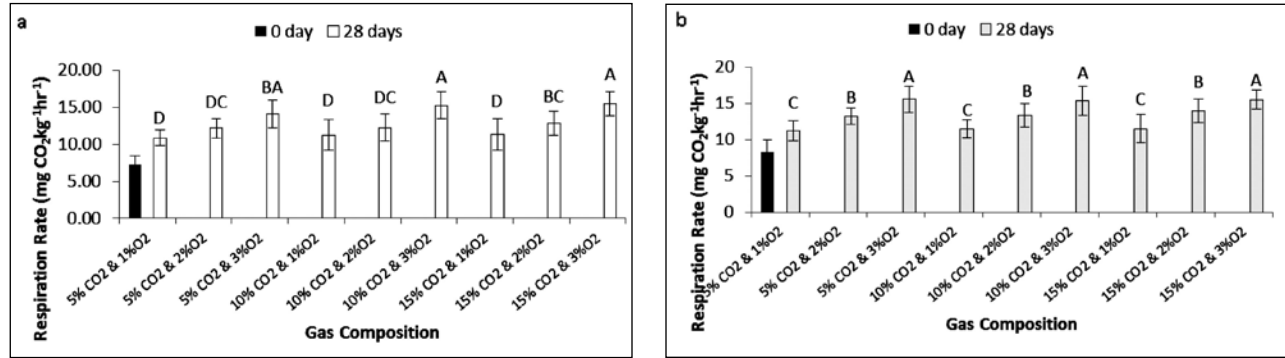 a
■ 0 day □ 28 days
Respiration Rate (mg CO₂kg⁻¹hr⁻¹)
20.00
15.00
10.00
5.00
0.00
D DC BA D DC A D BC A
5% CO2 & 1%O2
5% CO2 & 2%O2
5% CO2 & 3%O2
10% CO2 & 1%O2
10% CO2 & 2%O2
10% CO2 & 3%O2
15% CO2 & 1%O2
15% CO2 & 2%O2
15% CO2 & 3%O2
Gas Composition
b
■ 0 day □ 28 days
Respiration Rate (mg CO₂kg⁻¹hr⁻¹)
20
15
10
5
0
C B A C B A C B A
5% CO2 & 1%O2
5% CO2 & 2%O2
5% CO2 & 3%O2
10% CO2 & 1%O2
10% CO2 & 2%O2
10% CO2 & 3%O2
15% CO2 & 1%O2
15% CO2 & 2%O2
15% CO2 & 3%O2
Gas Composition